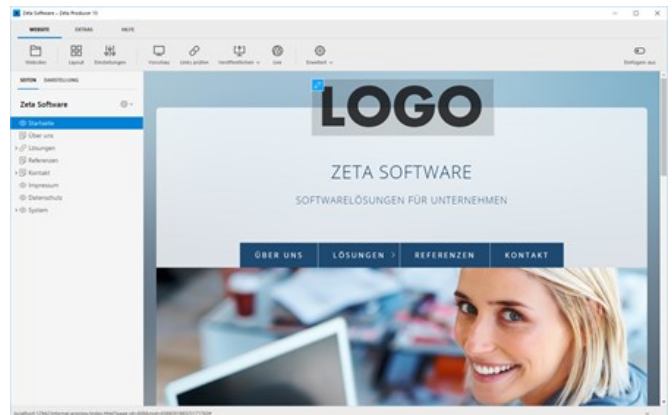 Zeta Software – Zeta Producer 15
WEBSITE EXTRAS HILFE
Websites Layout Einstellungen Vorschau Links prüfen Veröffentlichen Live Erweitert Einfügen aus
SEITEN DARSTELLUNG
Zeta Software
Startseite
Über uns
Lösungen
Referenzen
Kontakt
Impressum
Datenschutz
System
LOGO
ZETA SOFTWARE
SOFTWARELÖSUNGEN FÜR UNTERNEHMEN
ÜBER UNS LÖSUNGEN > REFERENZEN KONTAKT